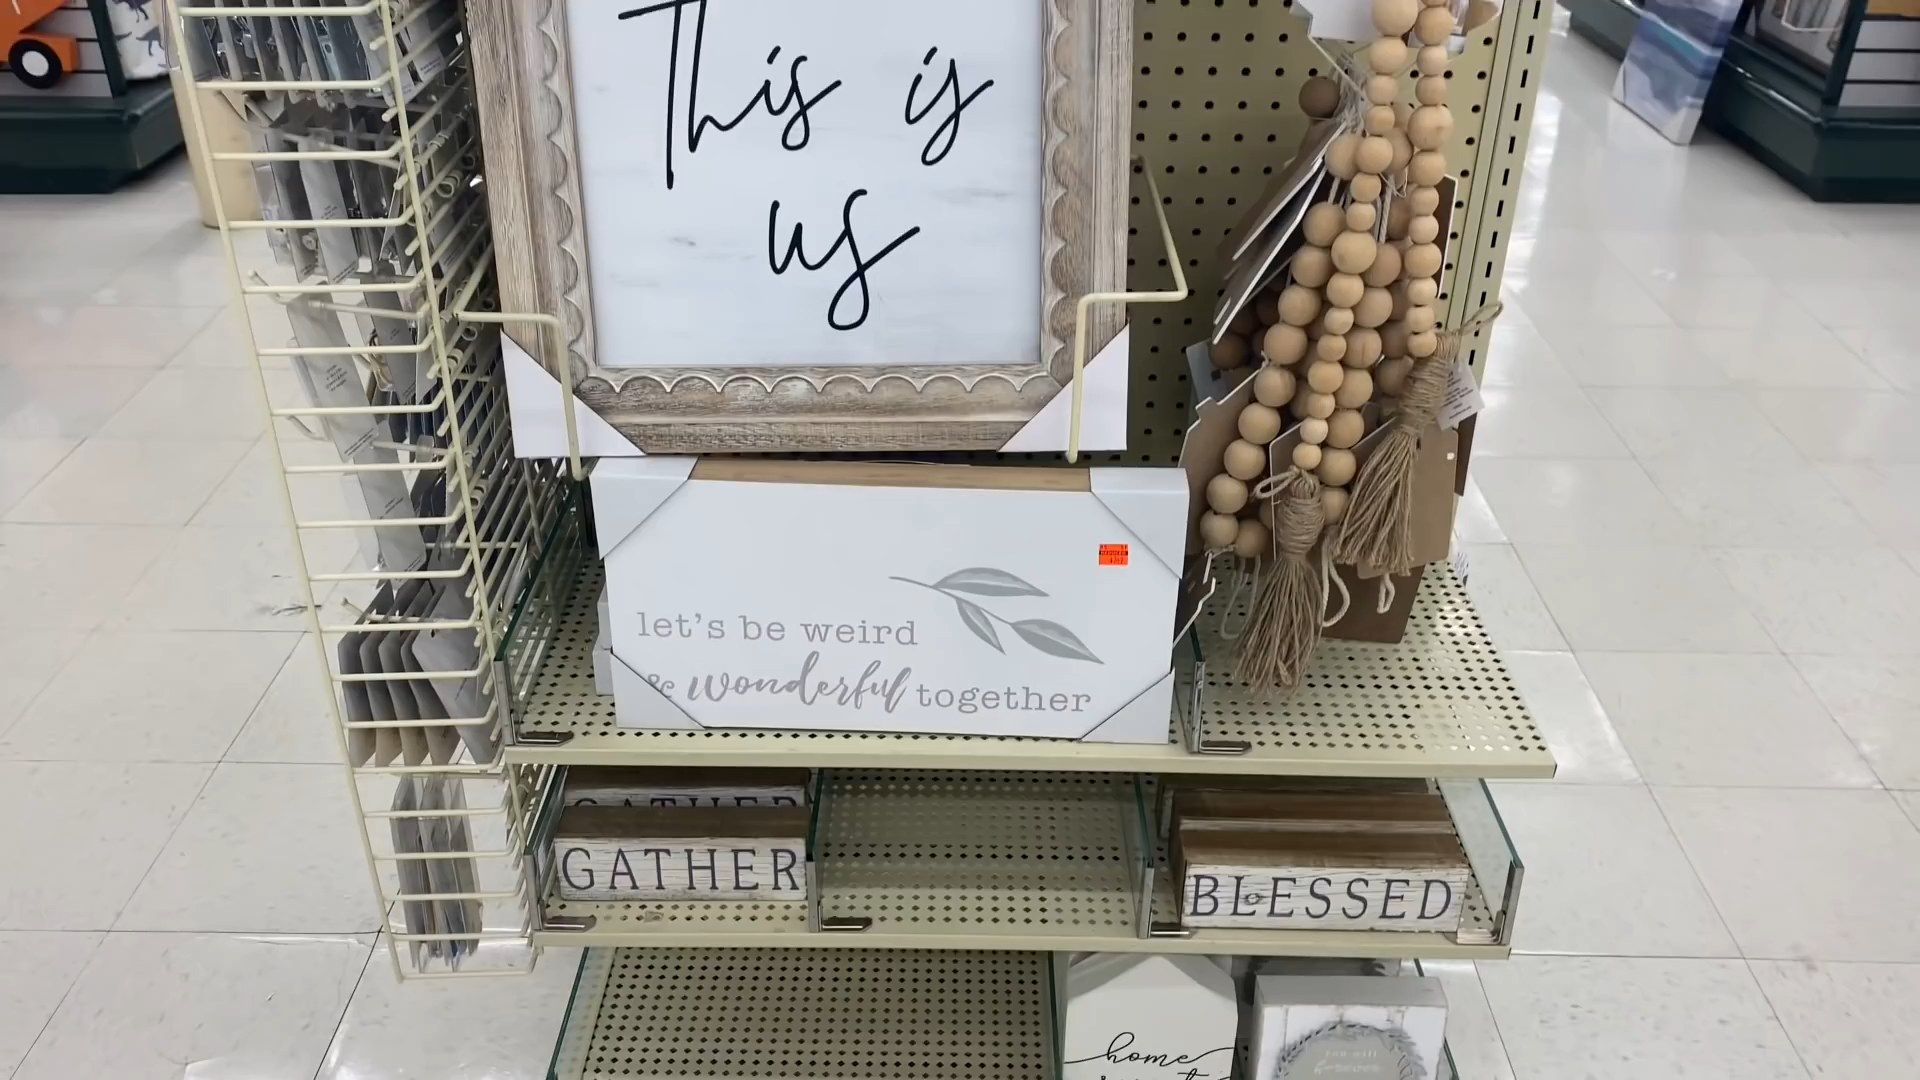 This is
us
let's be weird
& wonderful together
GATHER
GATHER
BLESSED
home